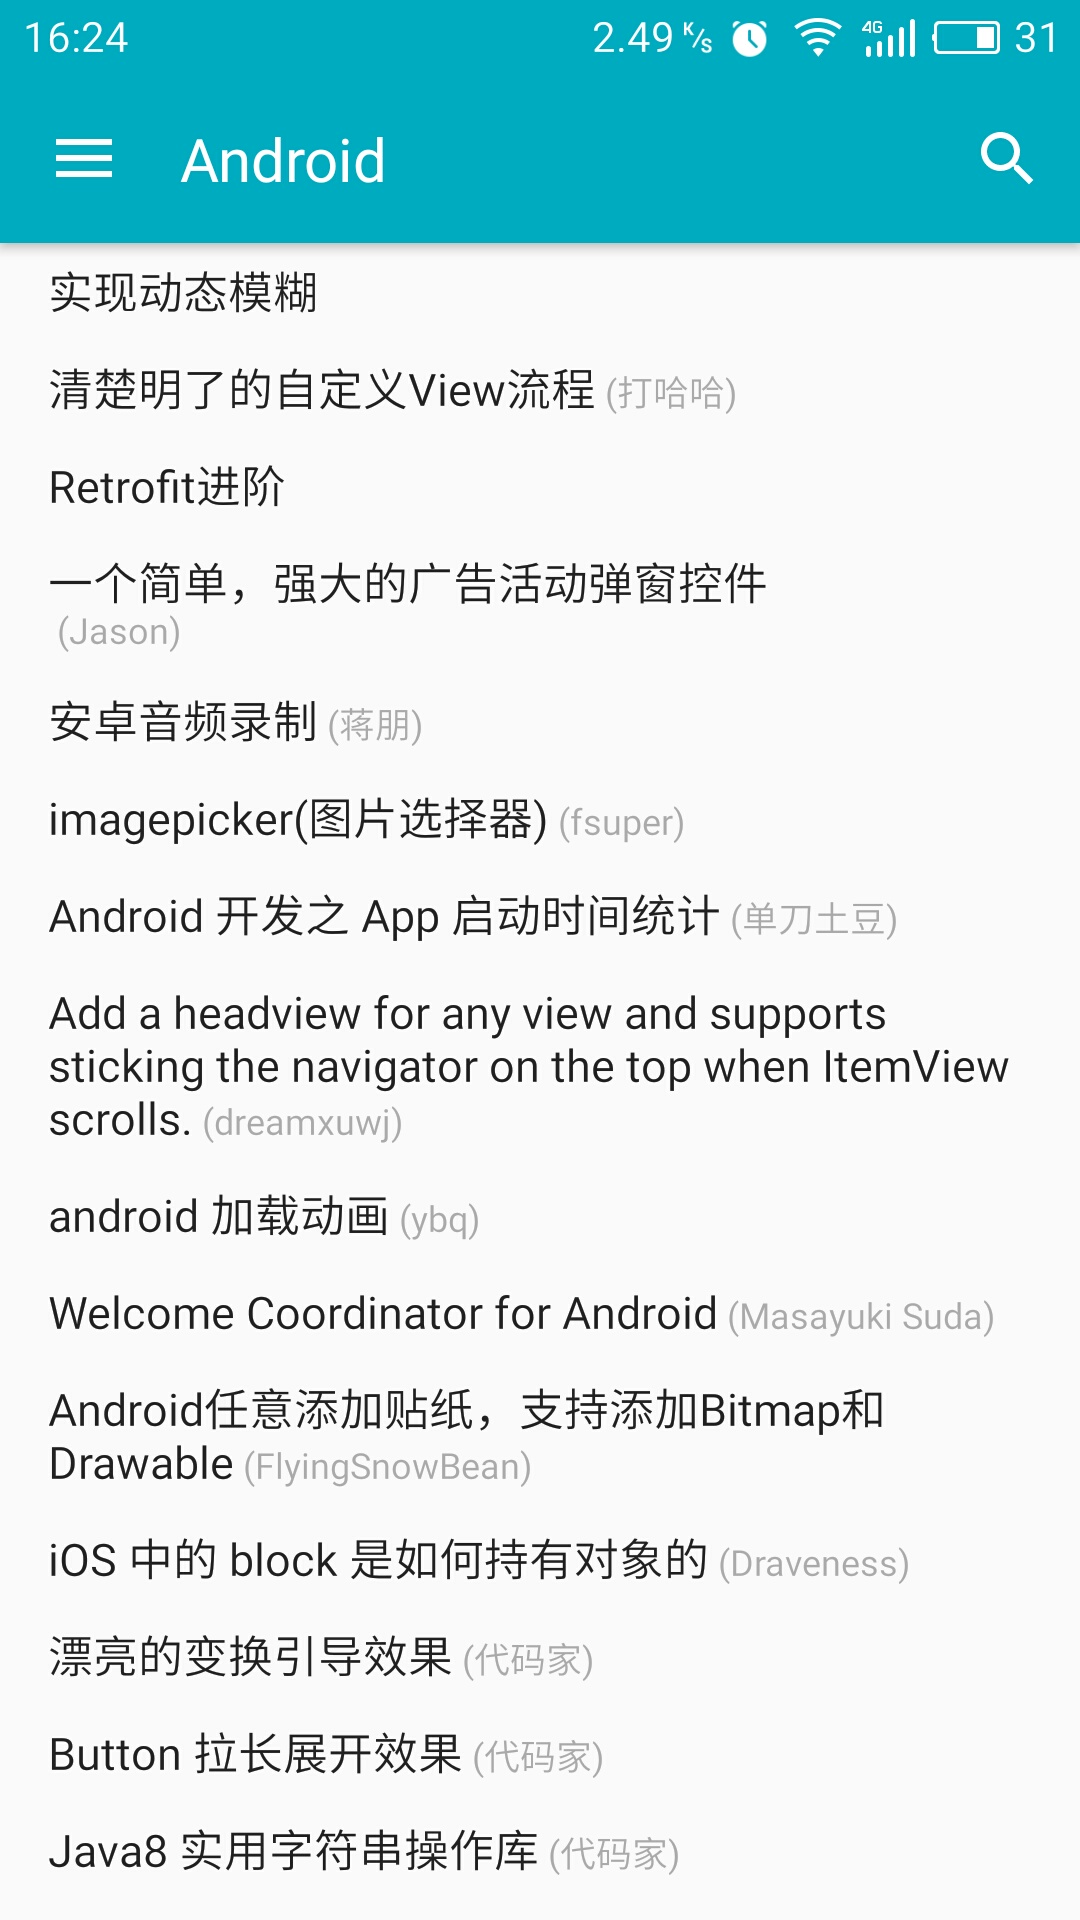 16:24 2.49 K/s 4G 31
Android
实现动态模糊
清楚明了的自定义View流程 (打哈哈)
Retrofit进阶
一个简单，强大的广告活动弹窗控件
(Jason)
安卓音频录制 (蒋朋)
imagepicker(图片选择器) (fsuper)
Android 开发之 App 启动时间统计 (单刀土豆)
Add a headview for any view and supports
sticking the navigator on the top when ItemView
scrolls. (dreamxuwj)
android 加载动画 (ybq)
Welcome Coordinator for Android (Masayuki Suda)
Android任意添加贴纸，支持添加Bitmap和
Drawable (FlyingSnowBean)
iOS 中的 block 是如何持有对象的 (Draveness)
漂亮的变换引导效果 (代码家)
Button 拉长展开效果 (代码家)
Java8 实用字符串操作库 (代码家)